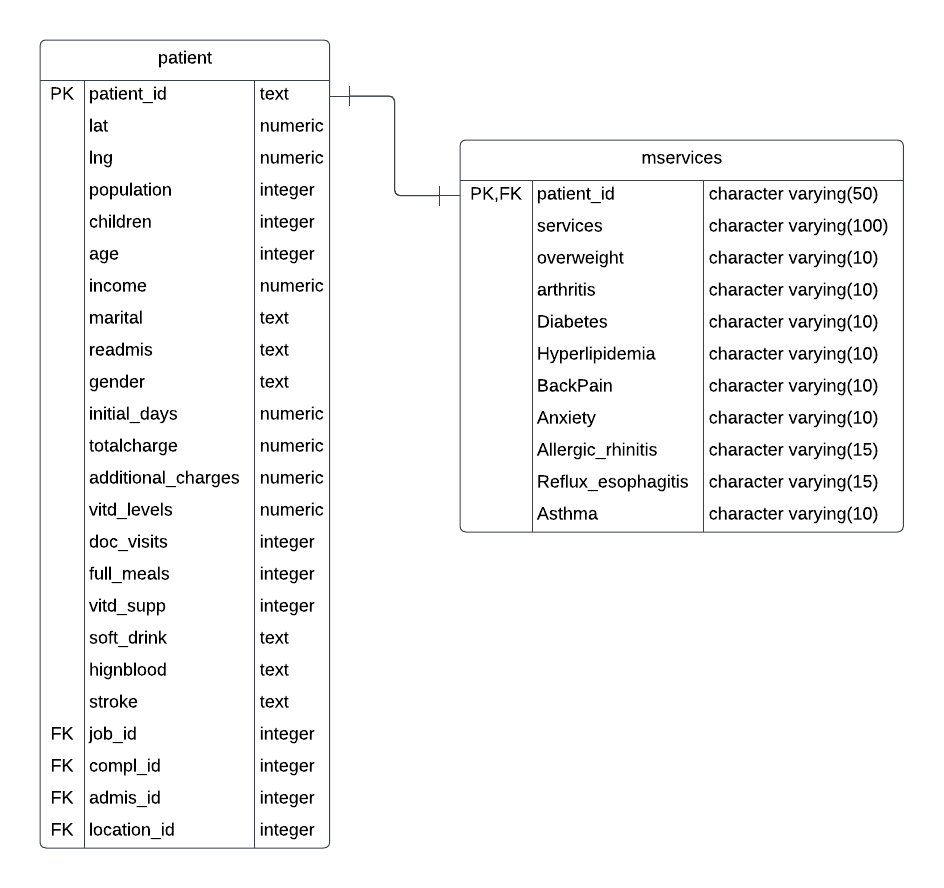 patient
PK patient_id text
lat numeric
lng numeric
population integer
children integer
age integer
income numeric
marital text
readmis text
gender text
initial_days numeric
totalcharge numeric
additional_charges numeric
vitd_levels numeric
doc_visits integer
full_meals integer
vitd_supp integer
soft_drink text
hignblood text
stroke text
FK job_id integer
FK compl_id integer
FK admis_id integer
FK location_id integer
mservices
PK,FK patient_id character varying(50)
services character varying(100)
overweight character varying(10)
arthritis character varying(10)
Diabetes character varying(10)
Hyperlipidemia character varying(10)
BackPain character varying(10)
Anxiety character varying(10)
Allergic_rhinitis character varying(15)
Reflux_esophagitis character varying(15)
Asthma character varying(10)